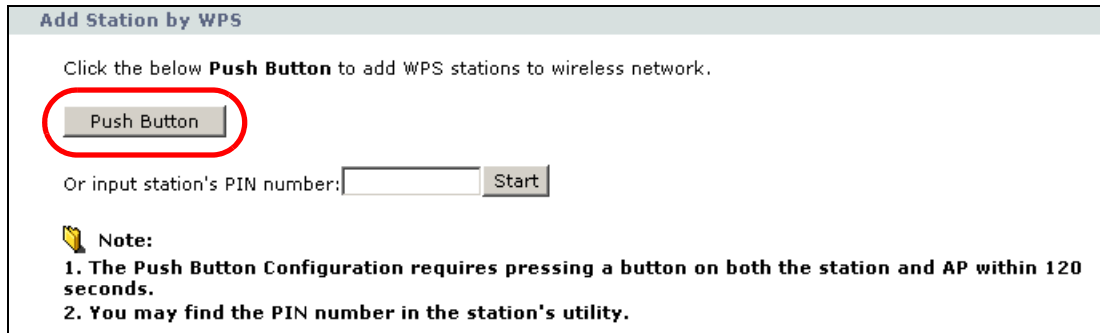 Add Station by WPS
Click the below Push Button to add WPS stations to wireless network.
Push Button
Or input station's PIN number: Start
Note:
1. The Push Button Configuration requires pressing a button on both the station and AP within 120
seconds.
2. You may find the PIN number in the station's utility.